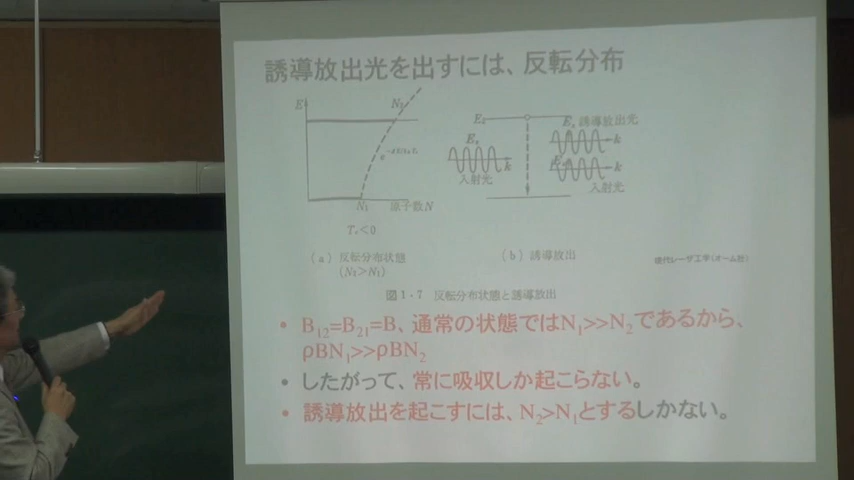 誘導放出光を出すには、反転分布
E
N₂
N₁
原子数N
Tₑ<0
(a) 反転分布状態
(N₂>N₁)
E₂
Eᵥ
k
入射光
誘導放出光
k
k
入射光
(b) 誘導放出
現代レーザ工学(オーム社)
図1・7 反転分布状態と誘導放出
• B₁₂=B₂₁=B、通常の状態ではN₁>>N₂であるから、
ρBN₁>>ρBN₂
• したがって、常に吸収しか起こらない。
• 誘導放出を起こすには、N₂>N₁とするしかない。